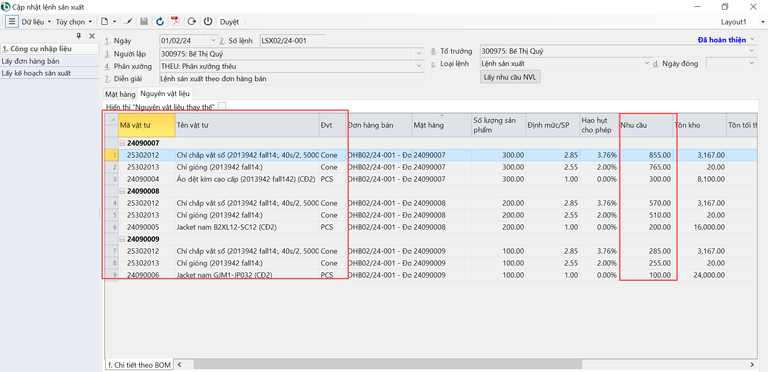 Cập nhật lệnh sản xuất
Dữ liệu Tùy chọn Duyệt Layout1
1. Công cụ nhập liệu
Lấy đơn hàng bán
Lấy kế hoạch sản xuất
1. Ngày 01/02/24 2. Số lệnh LSX02/24-001 Đã hoàn thiện
3. Người lập 300975: Bế Thị Quý 8. Tổ trưởng 300975: Bế Thị Quý
4. Phân xưởng THEU: Phân xưởng thêu c. Loại lệnh Lệnh sản xuất d. Ngày đóng
7. Diễn giải Lệnh sản xuất theo đơn hàng bán Lấy nhu cầu NVL
Mặt hàng Nguyên vật liệu
Hiển thị "Nguyên vật liệu thay thế"
Mã vật tư Tên vật tư Đvt Đơn hàng bán Mặt hàng Số lượng sản phẩm Định mức/SP Hao hụt cho phép Nhu cầu Tồn kho Tồn tối th
24090007
1 25302012 Chỉ chắp vắt sổ (2013942 fall14:, 40s/2, 5000 Cone DHB02/24-001 - Đơ 24090007 300.00 2.85 3.76% 855.00 3,167.00
2 25302013 Chỉ gióng (2013942 fall14:) Cone DHB02/24-001 - Đơ 24090007 300.00 2.55 2.00% 765.00 20.00
3 24090004 Áo dệt kim cao cấp (2013942 fall142) (CĐ2) PCS DHB02/24-001 - Đơ 24090007 300.00 1.00 0.00% 300.00 8,100.00
24090008
4 25302012 Chỉ chắp vắt sổ (2013942 fall14:, 40s/2, 5000 Cone DHB02/24-001 - Đơ 24090008 200.00 2.85 3.76% 570.00 3,167.00
5 25302013 Chỉ gióng (2013942 fall14:) Cone DHB02/24-001 - Đơ 24090008 200.00 2.55 2.00% 510.00 20.00
6 24090005 Jacket nam B2XL12-SC12 (CĐ2) PCS DHB02/24-001 - Đơ 24090008 200.00 1.00 0.00% 200.00 16,000.00
24090009
7 25302012 Chỉ chắp vắt sổ (2013942 fall14:, 40s/2, 5000 Cone DHB02/24-001 - Đơ 24090009 100.00 2.85 3.76% 285.00 3,167.00
8 25302013 Chỉ gióng (2013942 fall14:) Cone DHB02/24-001 - Đơ 24090009 100.00 2.55 2.00% 255.00 20.00
9 24090006 Jacket nam GJM1-JP032 (CĐ2) PCS DHB02/24-001 - Đơ 24090009 100.00 1.00 0.00% 100.00 24,000.00
f. Chi tiết theo BOM